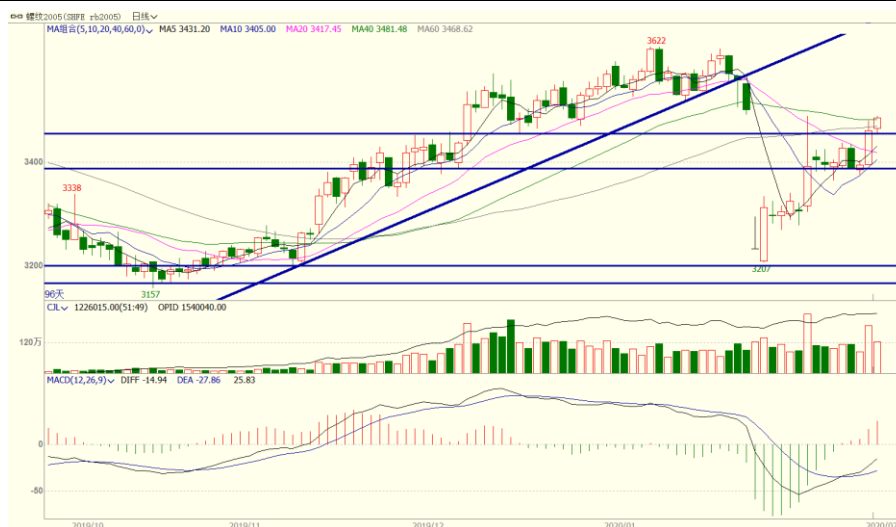 螺纹2005(SHFE rb2005) 日线
MA组合(5,10,20,40,60,0) MA5 3431.20 MA10 3405.00 MA20 3417.45 MA40 3481.48 MA60 3468.62
3622
3400
3338
3200
3207
96天
3157
CJL 1226015.00(51:49) OPID 1540040.00
120万
MACD(12,26,9) DIFF -14.94 DEA -27.86 25.83
0
-50
2019/10 2019/11 2019/12 2020/01 2020/02